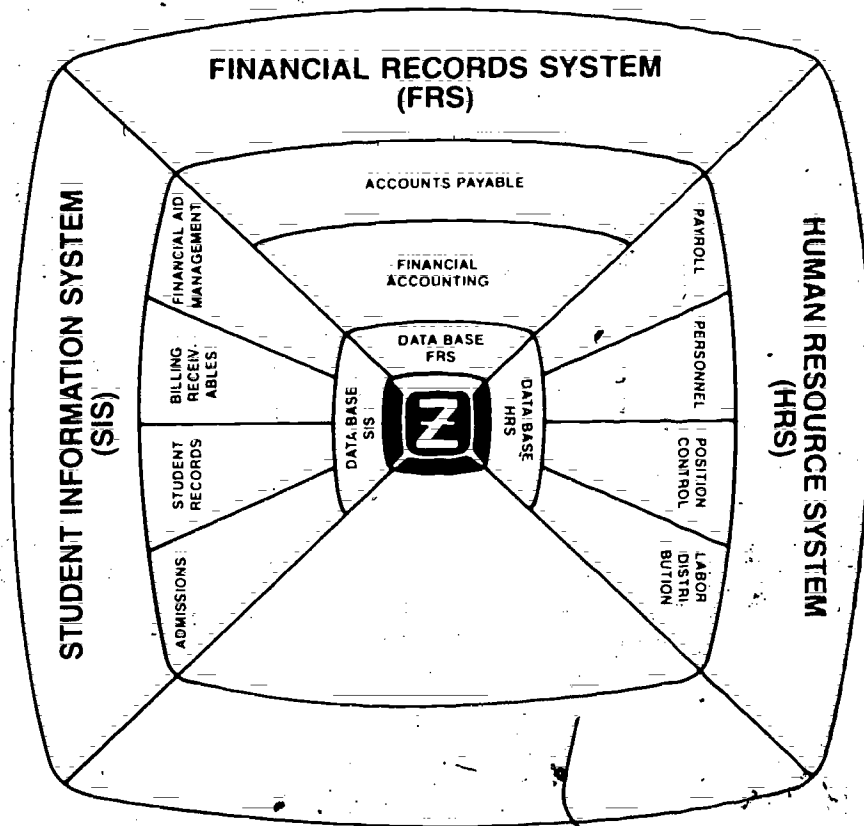 FINANCIAL RECORDS SYSTEM
(FRS)
ACCOUNTS PAYABLE
FINANCIAL
ACCOUNTING
DATA BASE
FRS
STUDENT INFORMATION SYSTEM
(SIS)
FINANCIAL AID
MANAGEMENT
BILLING
RECEIV-
ABLES
STUDENT
RECORDS
ADMISSIONS
DATA BASE
SIS
Z
DATA BASE
HRS
PAYROLL
PERSONNEL
POSITION
CONTROL
LABOR
DISTRI-
BUTION
HUMAN RESOURCE SYSTEM
(HRS)